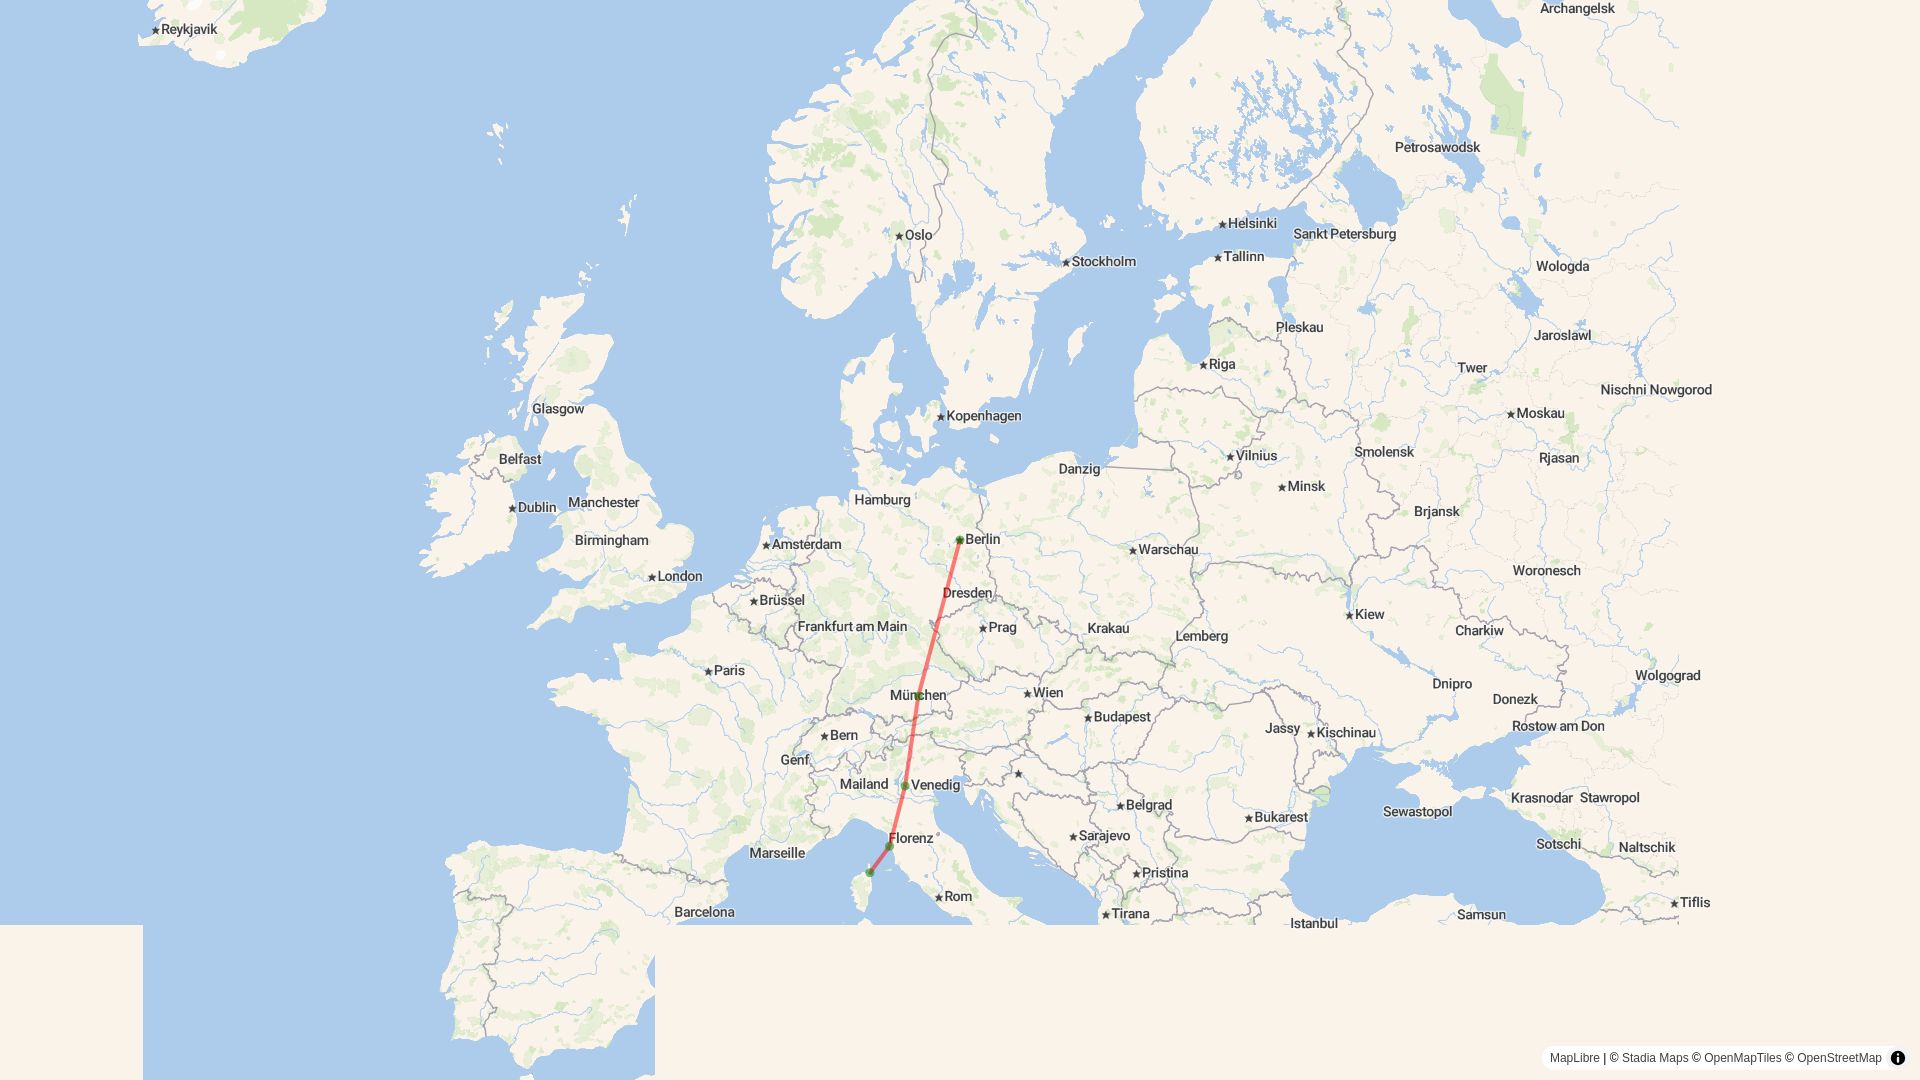 Archangelsk
Reykjavik
Petrosawodsk
Helsinki
Sankt Petersburg
Oslo
Tallinn
Stockholm
Wologda
Pleskau
Jaroslawl
Riga
Twer
Nischni Nowgorod
Glasgow
Kopenhagen
Moskau
Smolensk
Belfast
Vilnius
Rjasan
Danzig
Minsk
Hamburg
Manchester
Dublin
Brjansk
Birmingham
Berlin
Amsterdam
Warschau
London
Woronesch
Dresden
Brüssel
Kiew
Frankfurt am Main
Prag
Krakau
Charkiw
Lemberg
Paris
Wolgograd
Dnipro
München
Wien
Donezk
Budapest
Rostow am Don
Jassy
Kischinau
Bern
Genf
Mailand
Venedig
Krasnodar
Stawropol
Belgrad
Sewastopol
Bukarest
Florenz
Sarajevo
Sotschi
Naltschik
Marseille
Pristina
Rom
Tiflis
Barcelona
Tirana
Samsun
Istanbul
MapLibre | © Stadia Maps © OpenMapTiles © OpenStreetMap